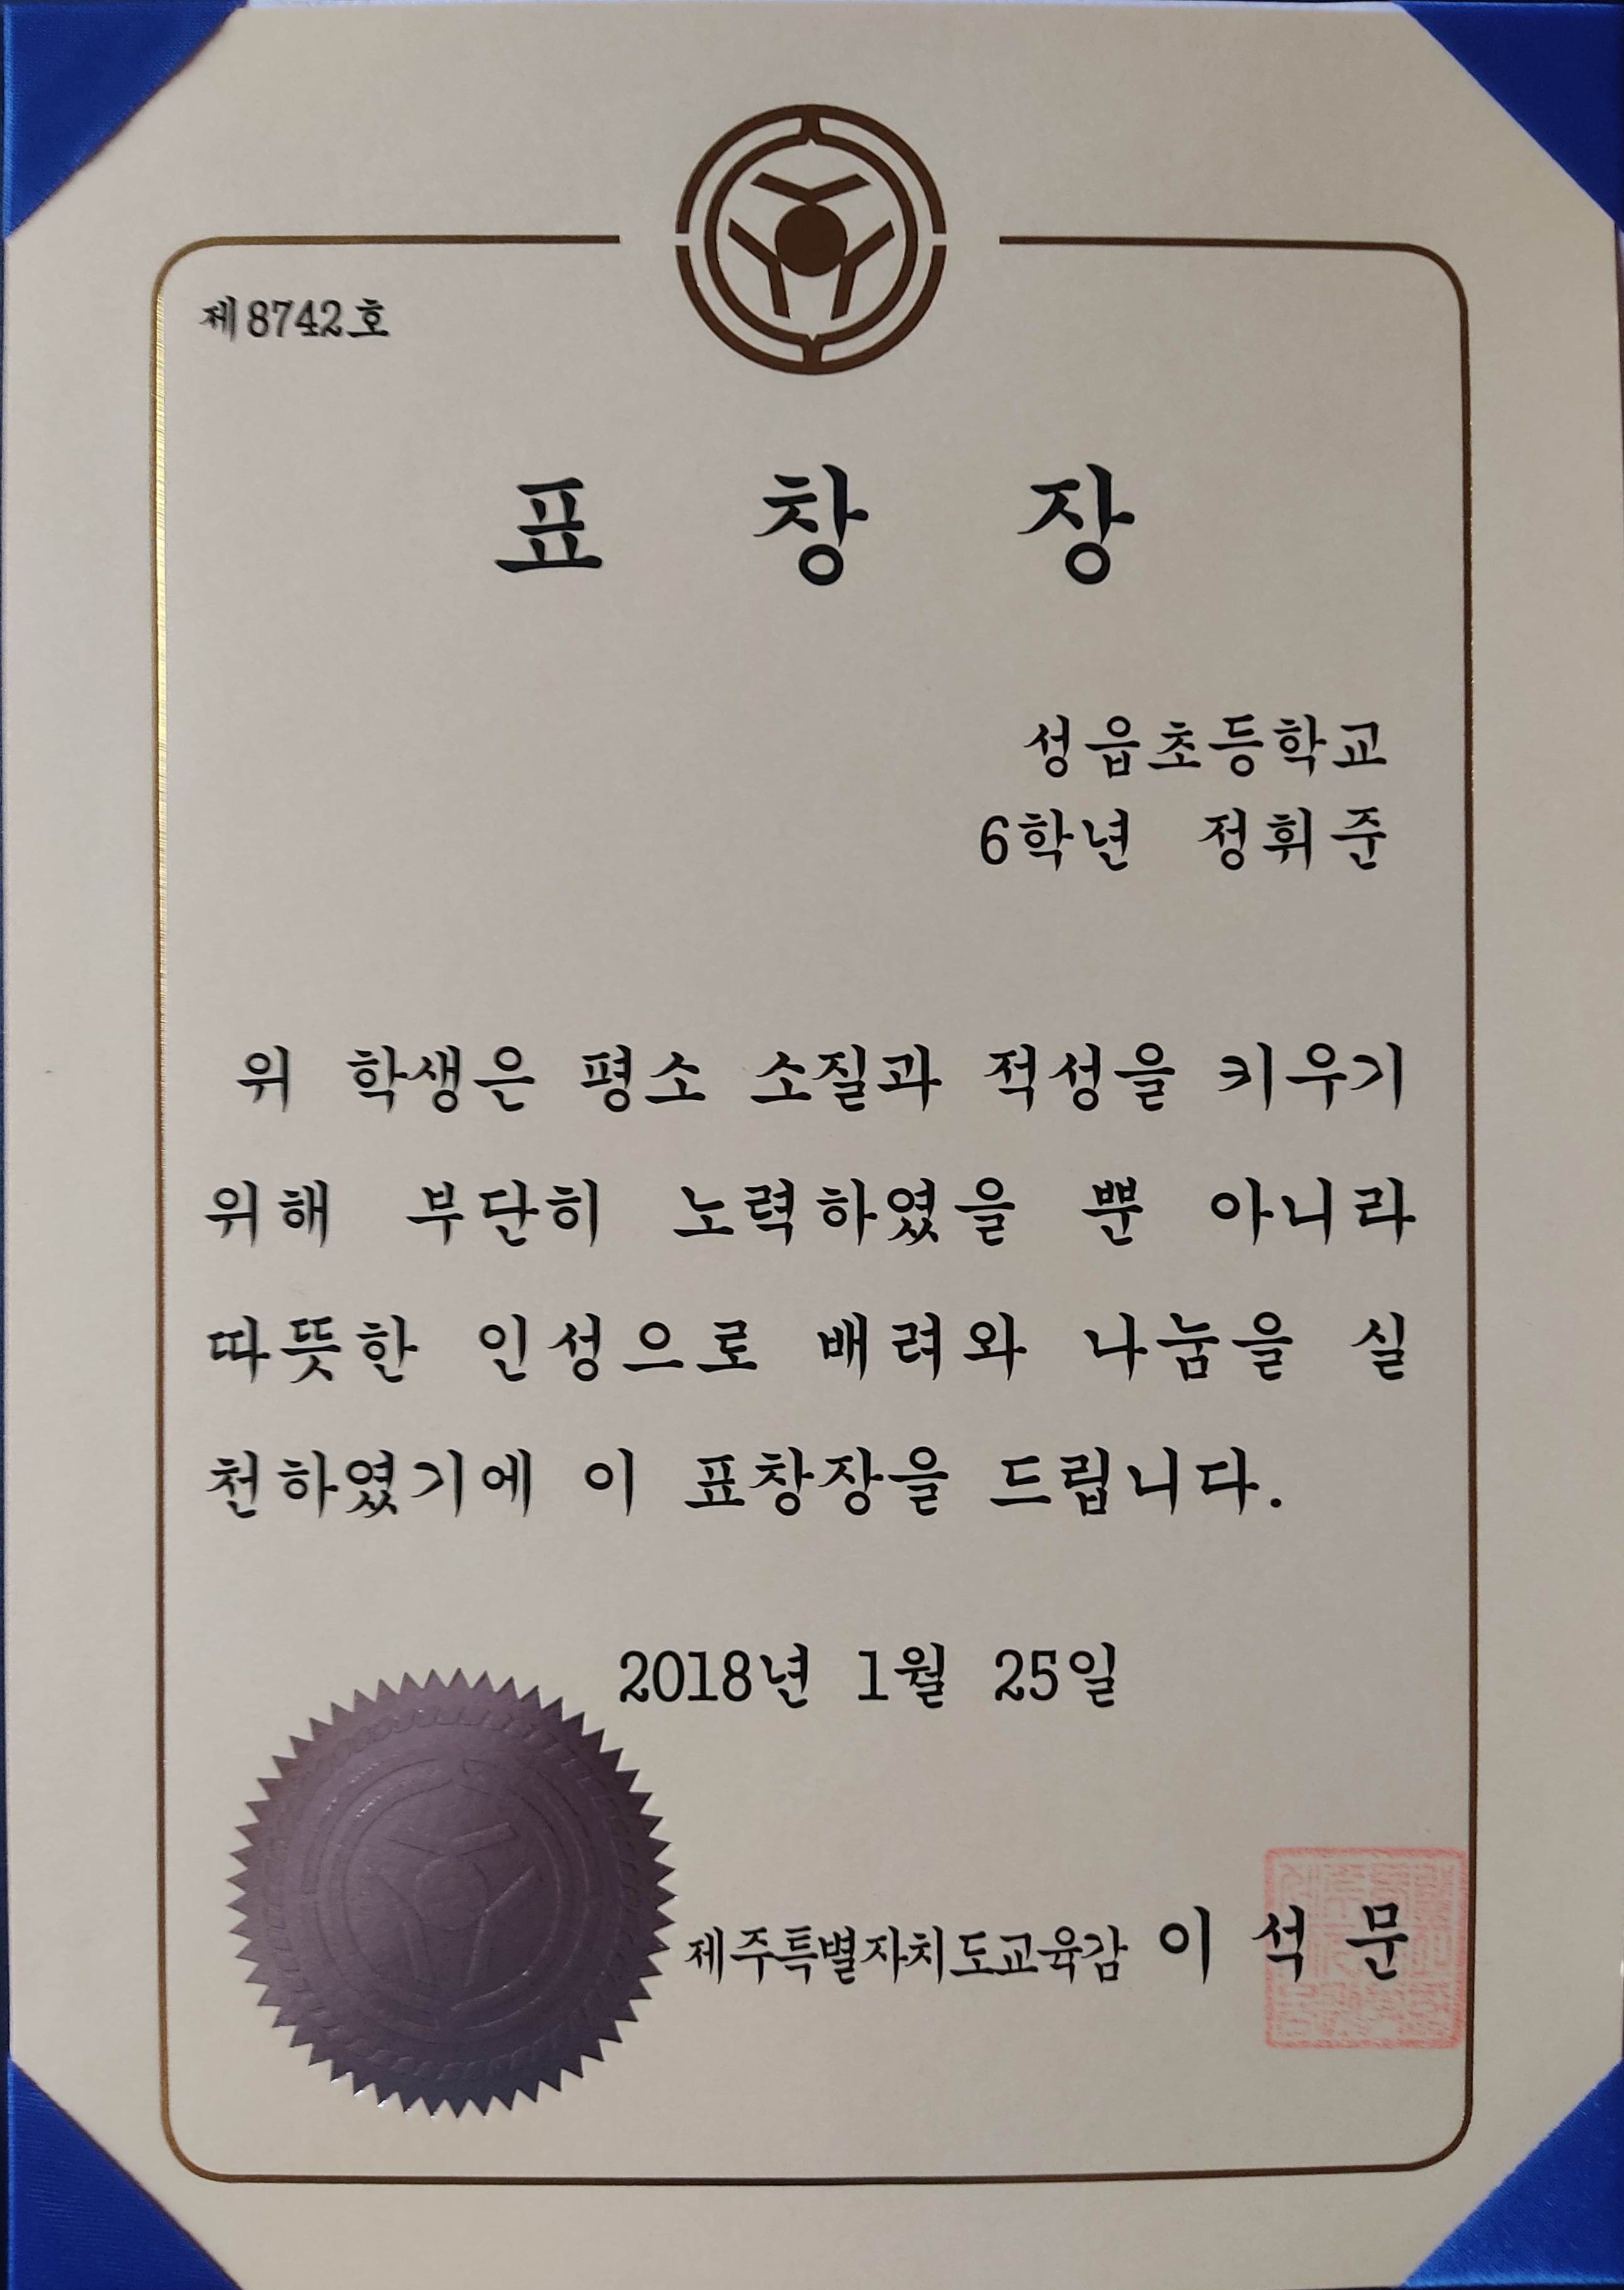 제8742호
표 창 장
성읍초등학교
6학년 정휘준
위 학생은 평소 소질과 적성을 키우기
위해 부단히 노력하였을 뿐 아니라
따뜻한 인성으로 배려와 나눔을 실
천하였기에 이 표창장을 드립니다.
2018년 1월 25일
제주특별자치도교육감 이 석 문